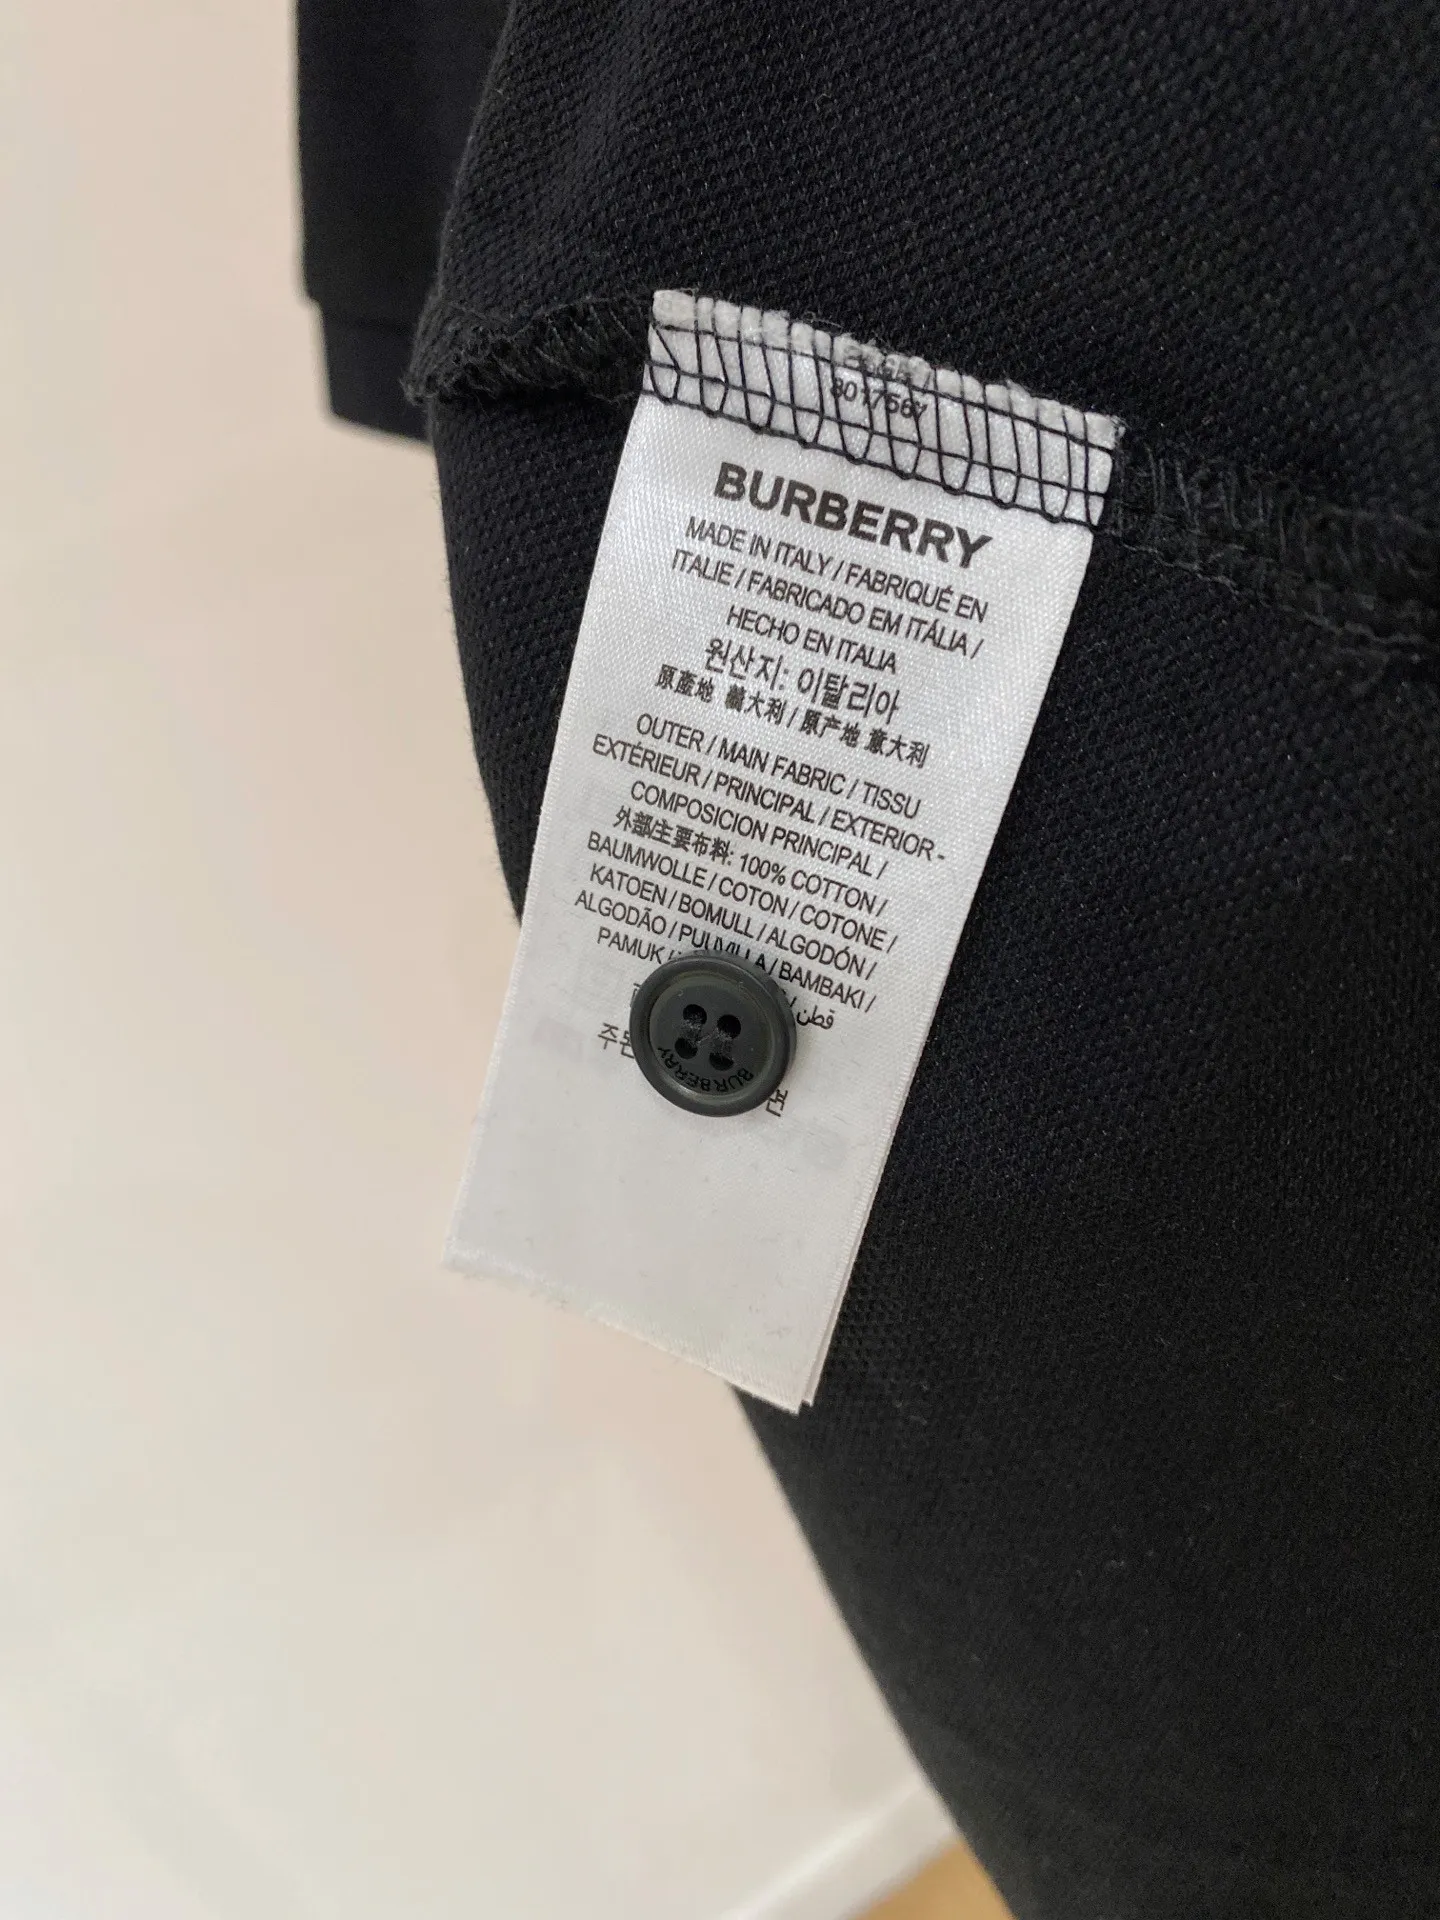 8017567
BURBERRY
MADE IN ITALY / FABRIQUÉ EN
ITALIE / FABRICADO EM ITÁLIA /
HECHO EN ITALIA
원산지: 이탈리아
原產地 義大利 / 原产地 意大利
OUTER / MAIN FABRIC / TISSU
EXTÉRIEUR / PRINCIPAL / EXTERIOR -
COMPOSICION PRINCIPAL /
外部/主要布料: 100% COTTON /
BAUMWOLLE / COTON / COTONE /
KATOEN / BOMULL / ALGODÓN /
ALGODÃO / PUUVILLA / BAMBAKI /
PAMUK /
قطن /
BURBERRY